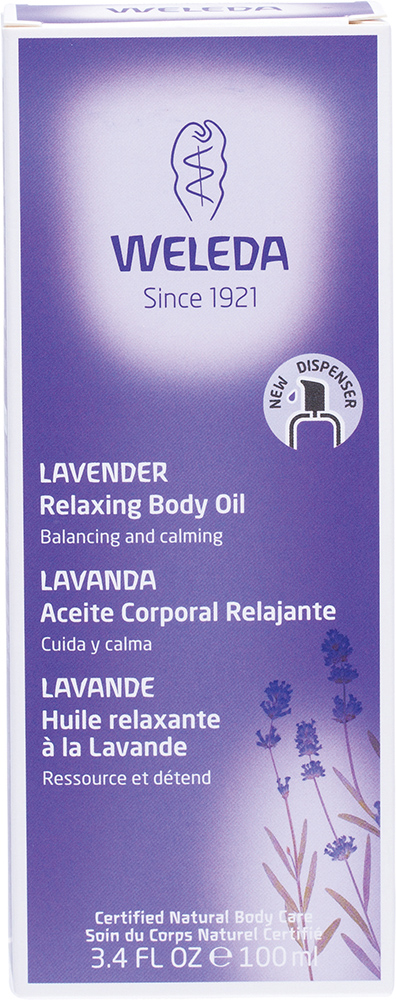 WELEDA
WELEDA
Since 1921
NEW DISPENSER
LAVENDER
Relaxing Body Oil
Balancing and calming
LAVANDA
Aceite Corporal Relajante
Cuida y calma
LAVANDE
Huile relaxante
à la Lavande
Ressource et détend
Certified Natural Body Care
Soin du Corps Naturel Certifié
3.4 FL OZ ℮ 100 ml